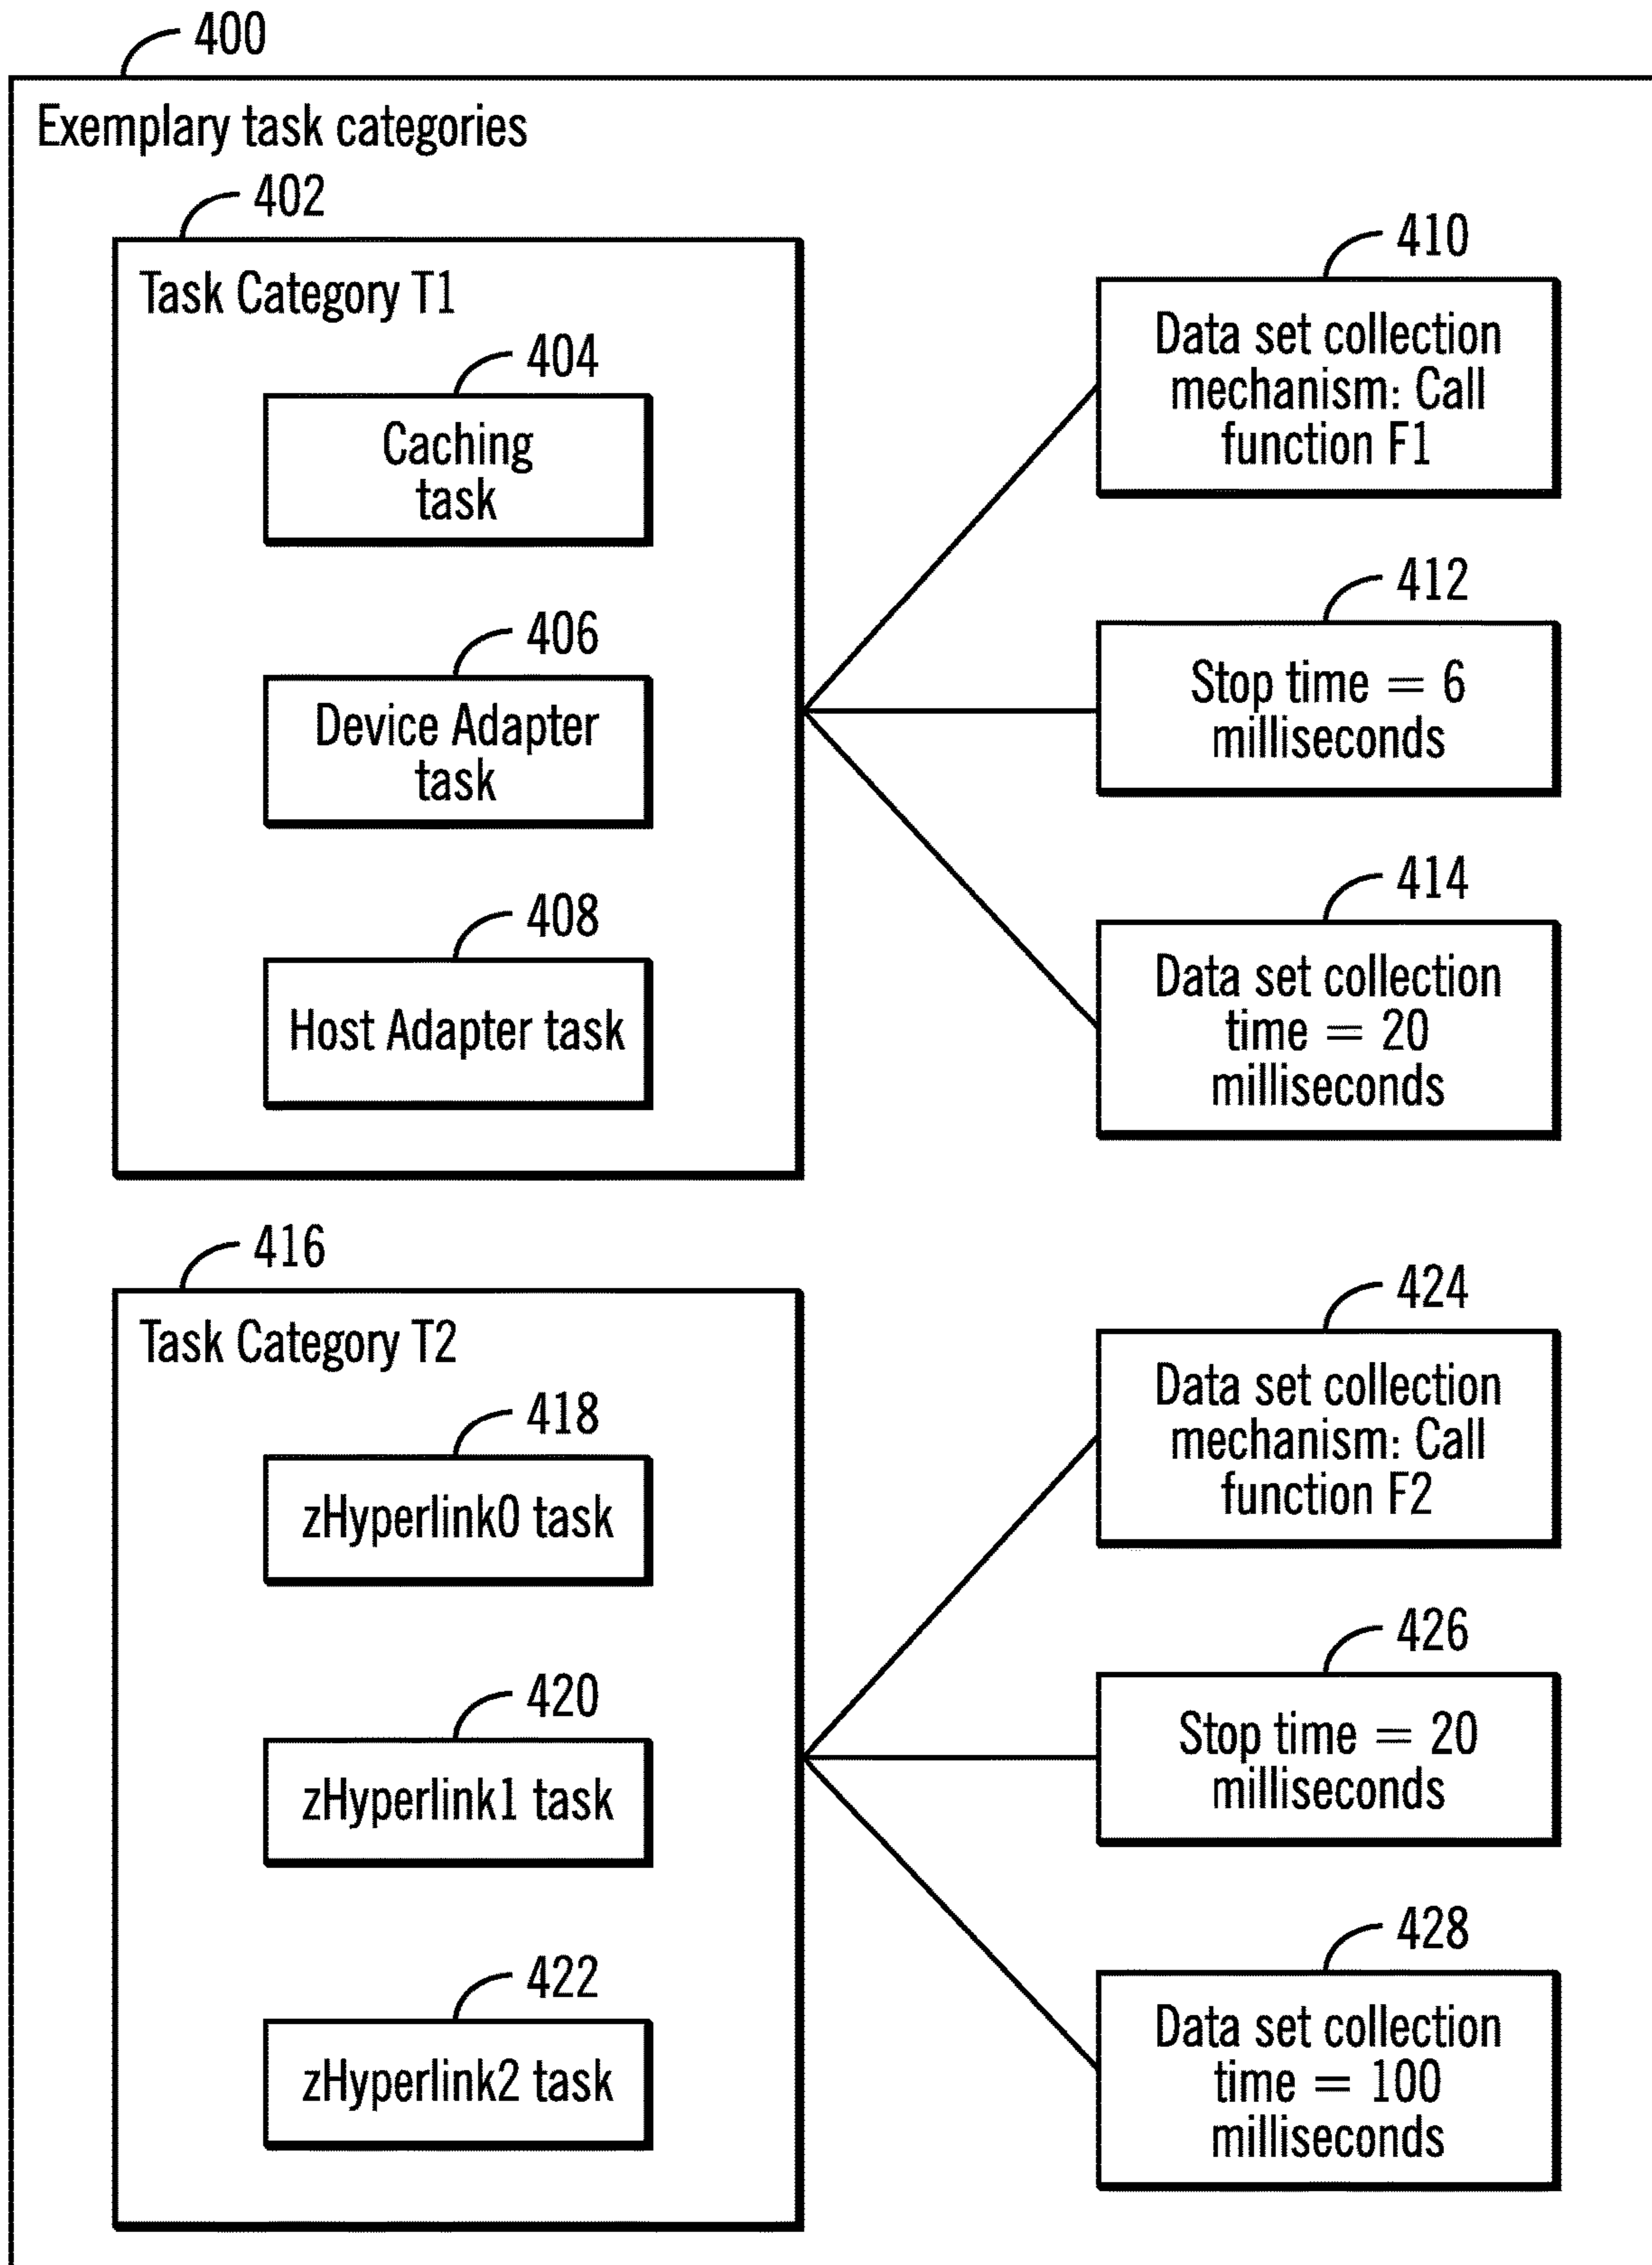 400
Exemplary task categories
402
Task Category T1
404
Caching
task
406
Device Adapter
task
408
Host Adapter task
410
Data set collection
mechanism: Call
function F1
412
Stop time = 6
milliseconds
414
Data set collection
time = 20
milliseconds
416
Task Category T2
418
zHyperlink0 task
420
zHyperlink1 task
422
zHyperlink2 task
424
Data set collection
mechanism: Call
function F2
426
Stop time = 20
milliseconds
428
Data set collection
time = 100
milliseconds